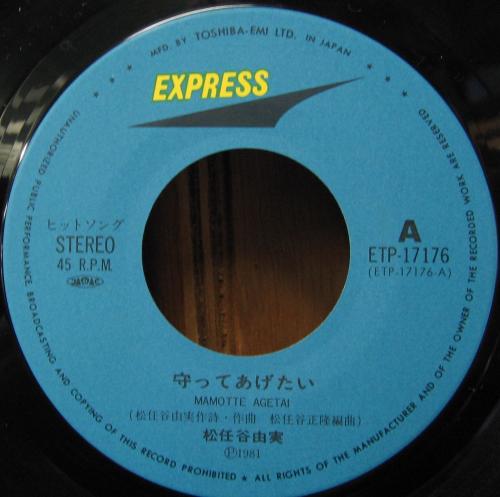 MFD. BY TOSHIBA-EMI LTD. IN JAPAN
EXPRESS
ヒットソング
STEREO
45 R.P.M.
JASRAC
A
ETP-17176
(ETP-17176-A)
守ってあげたい
MAMOTTE AGETAI
(松任谷由実作詩・作曲 松任谷正隆編曲)
松任谷由実
Ⓟ1981
UNAUTHORIZED PUBLIC PERFORMANCE, BROADCASTING AND COPYING OF THIS RECORD PROHIBITED ★ ALL RIGHTS OF THE MANUFACTURER AND OF THE OWNER OF THE RECORDED WORK ARE RESERVED